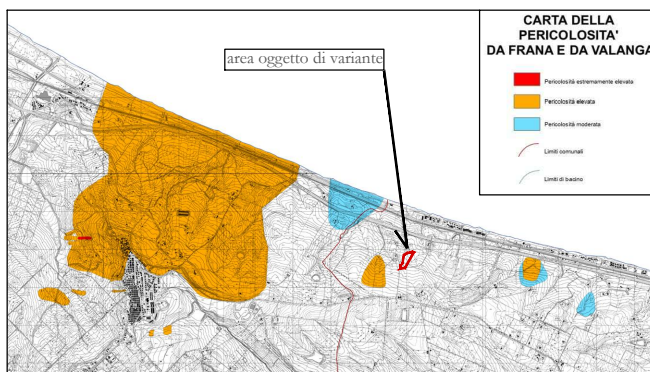 CARTA DELLA
PERICOLOSITA'
DA FRANA E DA VALANGA
area oggetto di variante
Pericolosità estremamente elevata
Pericolosità elevata
Pericolosità moderata
Limiti comunali
Limiti di bacino